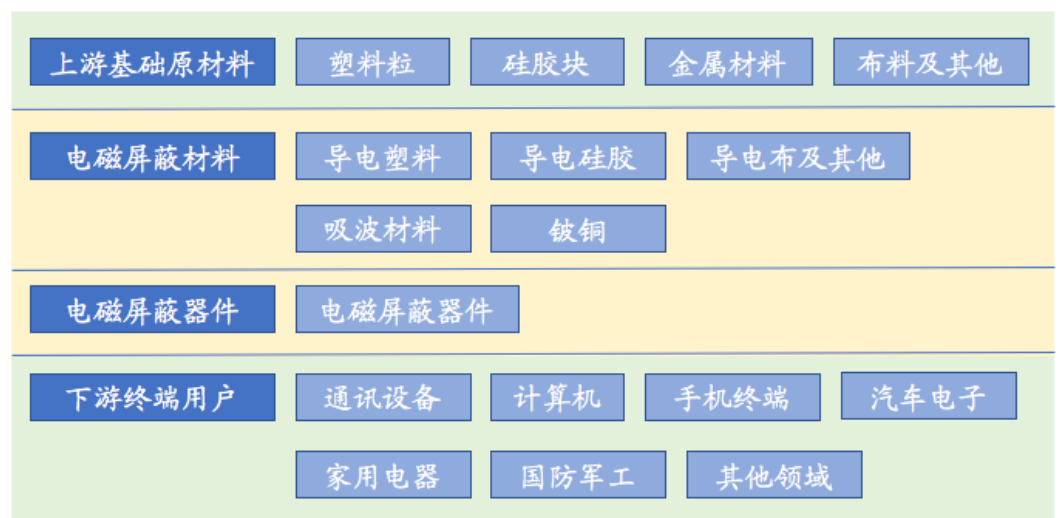 上游基础原材料 塑料粒 硅胶块 金属材料 布料及其他
电磁屏蔽材料 导电塑料 导电硅胶 导电布及其他
吸波材料 铍铜
电磁屏蔽器件 电磁屏蔽器件
下游终端用户 通讯设备 计算机 手机终端 汽车电子
家用电器 国防军工 其他领域